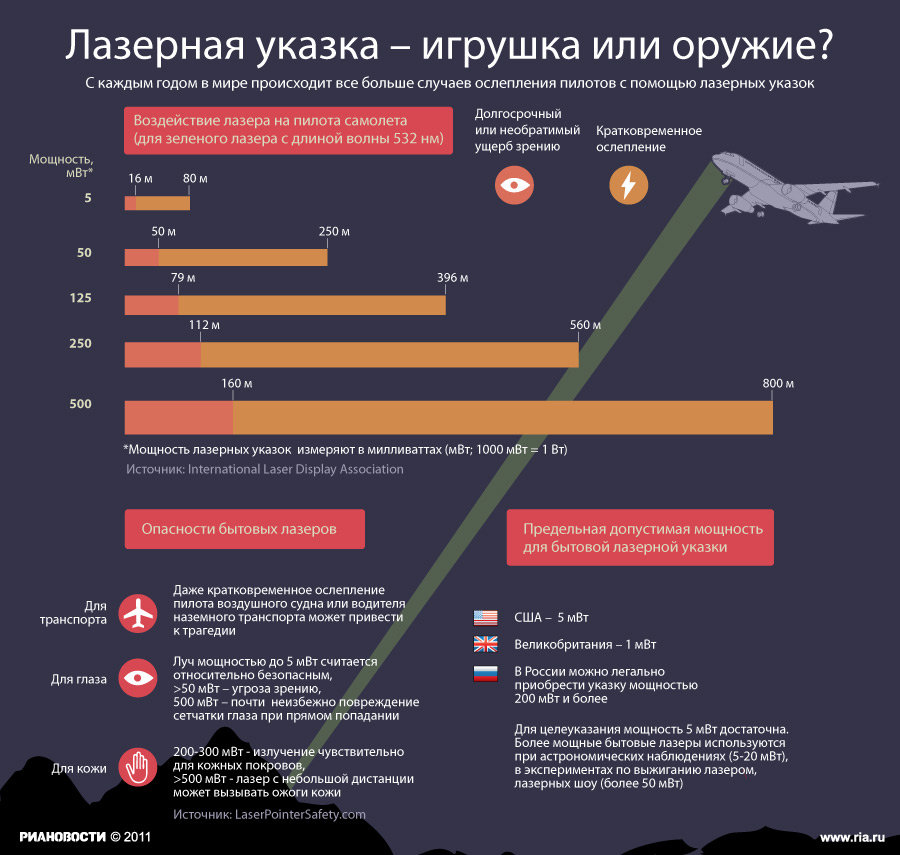 Лазерная указка – игрушка или оружие?
С каждым годом в мире происходит все больше случаев ослепления пилотов с помощью лазерных указок
Воздействие лазера на пилота самолета
(для зеленого лазера с длиной волны 532 нм)
Долгосрочный
или необратимый
ущерб зрению
Кратковременное
ослепление
Мощность,
мВт*
16 м 80 м
5
50 м 250 м
50
79 м 396 м
125
112 м 560 м
250
160 м 800 м
500
*Мощность лазерных указок измеряют в милливаттах (мВт; 1000 мВт = 1 Вт)
Источник: International Laser Display Association
Опасности бытовых лазеров
Для
транспорта
Даже кратковременное ослепление
пилота воздушного судна или водителя
наземного транспорта может привести
к трагедии
Для глаза
Луч мощностью до 5 мВт считается
относительно безопасным,
>50 мВт – угроза зрению,
500 мВт – почти неизбежно повреждение
сетчатки глаза при прямом попадании
Для кожи
200-300 мВт - излучение чувствительно
для кожных покровов,
>500 мВт - лазер с небольшой дистанции
может вызывать ожоги кожи
Источник: LaserPointerSafety.com
Предельная допустимая мощность
для бытовой лазерной указки
США – 5 мВт
Великобритания – 1 мВт
В России можно легально
приобрести указку мощностью
200 мВт и более
Для целеуказания мощность 5 мВт достаточна.
Более мощные бытовые лазеры используются
при астрономических наблюдениях (5-20 мВт),
в экспериментах по выжиганию лазером,
лазерных шоу (более 50 мВт)
РИАНОВОСТИ © 2011
www.ria.ru